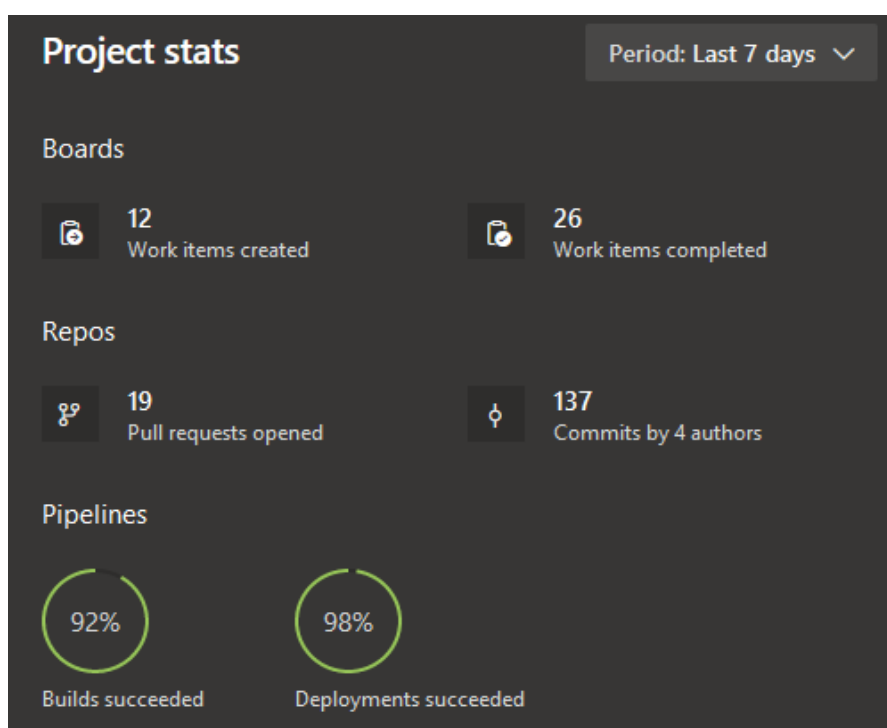 Project stats
Period: Last 7 days
Boards
12
Work items created
26
Work items completed
Repos
19
Pull requests opened
137
Commits by 4 authors
Pipelines
92%
Builds succeeded
98%
Deployments succeeded